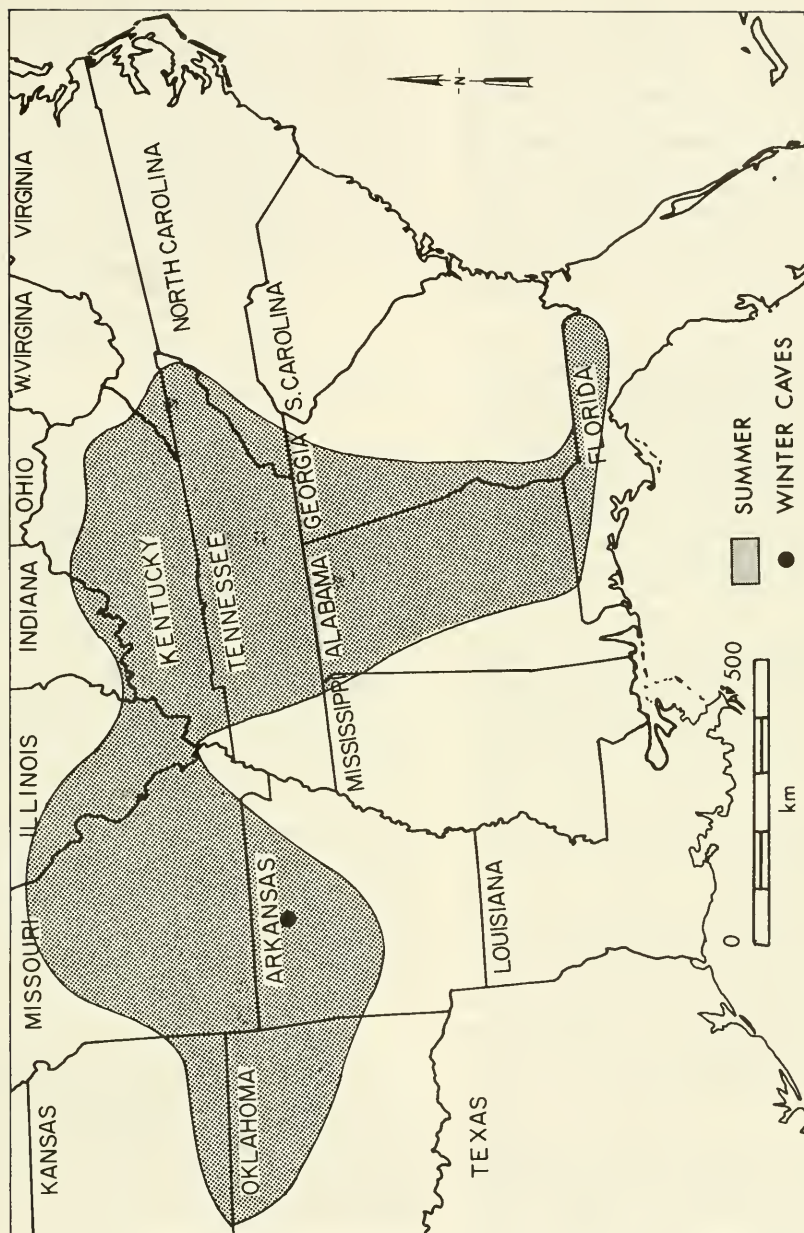 KANSAS
MISSOURI
ILLINOIS
INDIANA
OHIO
W.VIRGINIA
VIRGINIA
KENTUCKY
NORTH CAROLINA
TENNESSEE
OKLAHOMA
ARKANSAS
MISSISSIPPI
ALABAMA
GEORGIA
S. CAROLINA
-N-
TEXAS
LOUISIANA
FLORIDA
0
500
km
SUMMER
WINTER CAVES